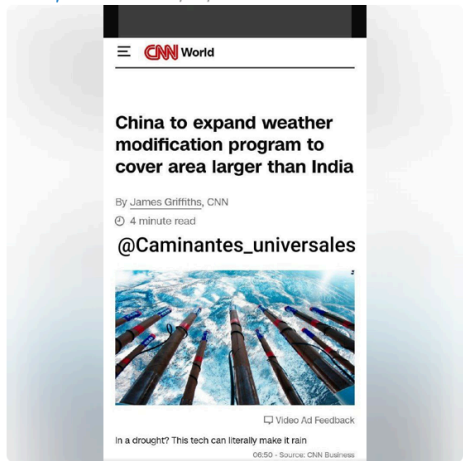 CNN World
China to expand weather
modification program to
cover area larger than India
By James Griffiths, CNN
4 minute read
@Caminantes_universales
Video Ad Feedback
In a drought? This tech can literally make it rain
06:50 - Source: CNN Business